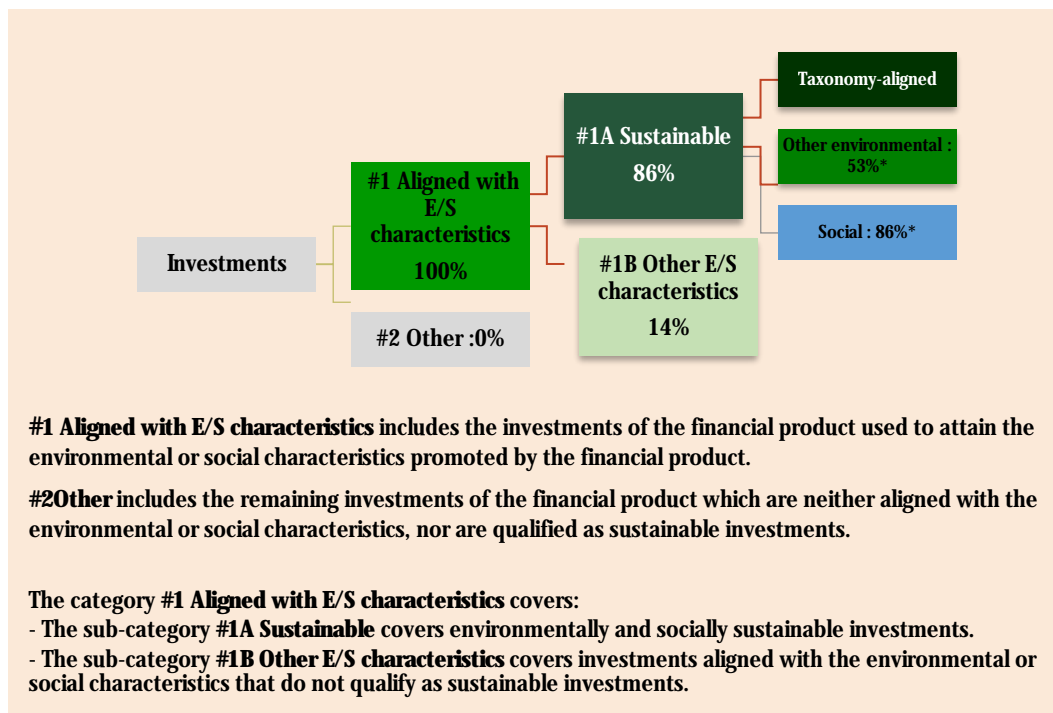 Investments
#1 Aligned with
E/S
characteristics
100%
#2 Other :0%
#1A Sustainable
86%
#1B Other E/S
characteristics
14%
Taxonomy-aligned
Other environmental :
53%*
Social : 86%*
#1 Aligned with E/S characteristics includes the investments of the financial product used to attain the
environmental or social characteristics promoted by the financial product.
#2Other includes the remaining investments of the financial product which are neither aligned with the
environmental or social characteristics, nor are qualified as sustainable investments.
The category #1 Aligned with E/S characteristics covers:
- The sub-category #1A Sustainable covers environmentally and socially sustainable investments.
- The sub-category #1B Other E/S characteristics covers investments aligned with the environmental or
social characteristics that do not qualify as sustainable investments.